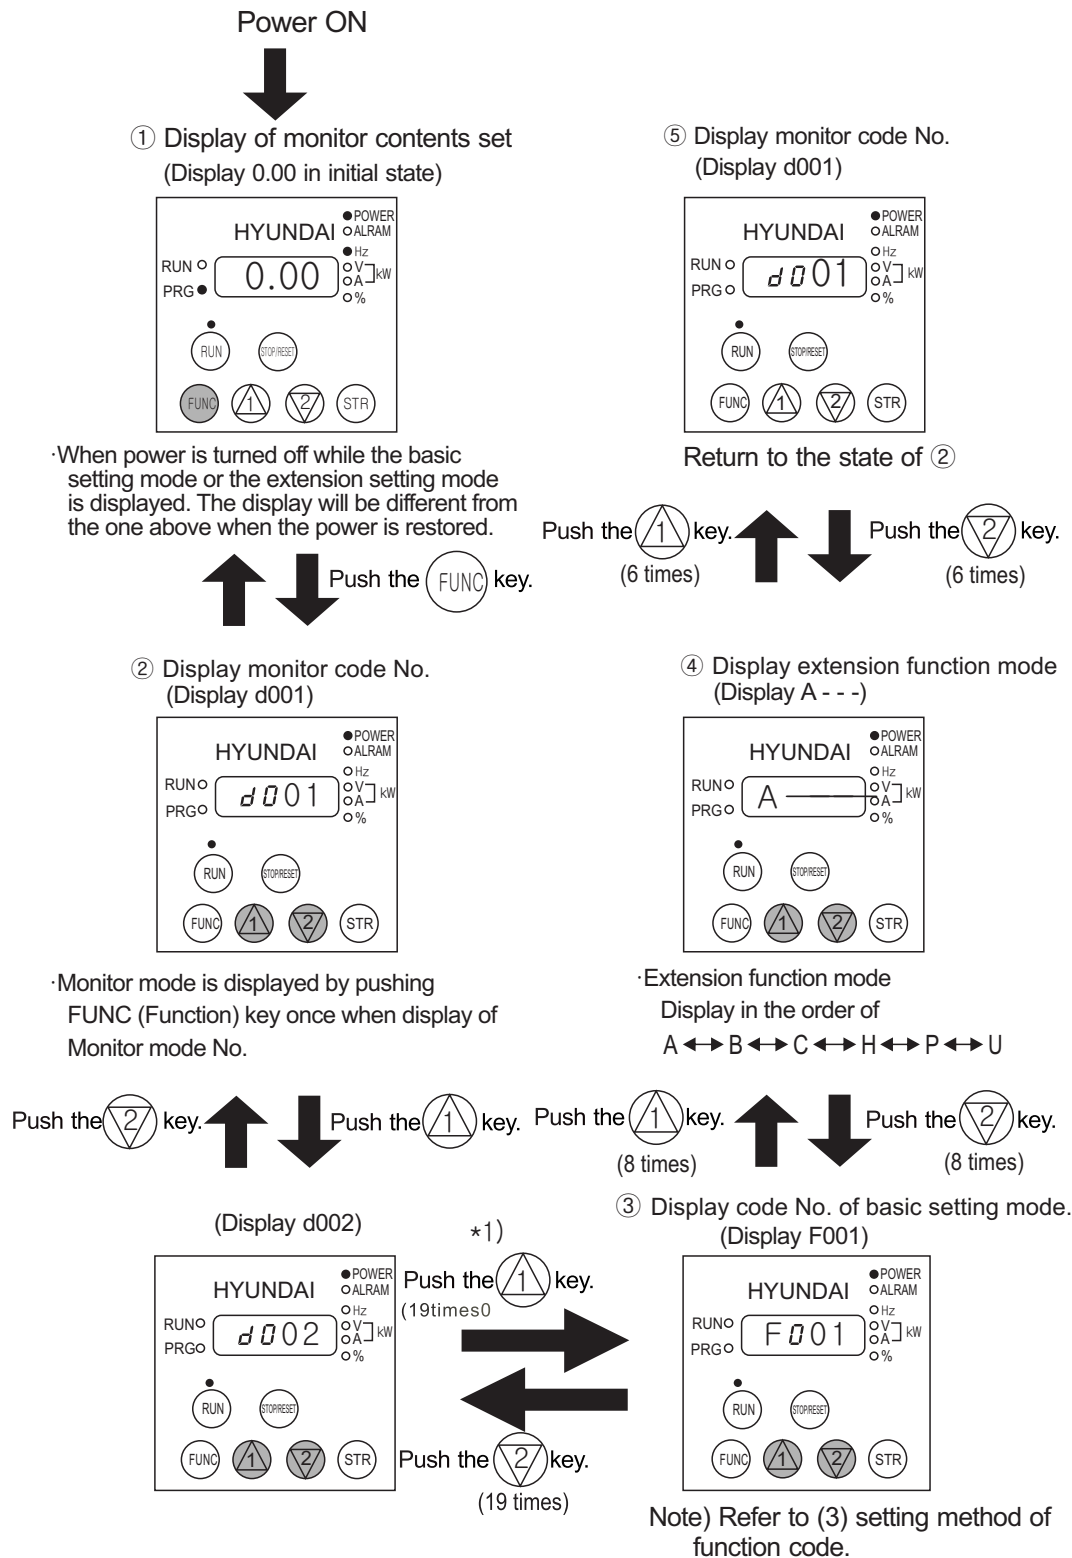 Power ON
① Display of monitor contents set
(Display 0.00 in initial state)
HYUNDAI
POWER
ALRAM
Hz
V
A
kW
%
RUN
PRG
0.00
RUN
STOP/RESET
FUNC
1
2
STR
·When power is turned off while the basic
setting mode or the extension setting mode
is displayed. The display will be different from
the one above when the power is restored.
Push the FUNC key.
② Display monitor code No.
(Display d001)
HYUNDAI
POWER
ALRAM
Hz
V
A
kW
%
RUN
PRG
d001
RUN
STOP/RESET
FUNC
1
2
STR
·Monitor mode is displayed by pushing
FUNC (Function) key once when display of
Monitor mode No.
Push the 2 key.
Push the 1 key.
(Display d002)
HYUNDAI
POWER
ALRAM
Hz
V
A
kW
%
RUN
PRG
d002
RUN
STOP/RESET
FUNC
1
2
STR
*1)
Push the 1 key.
(19times0
Push the 2 key.
(19 times)
⑤ Display monitor code No.
(Display d001)
HYUNDAI
POWER
ALRAM
Hz
V
A
kW
%
RUN
PRG
d001
RUN
STOP/RESET
FUNC
1
2
STR
Return to the state of ②
Push the 1 key.
(6 times)
Push the 2 key.
(6 times)
④ Display extension function mode
(Display A - - -)
HYUNDAI
POWER
ALRAM
Hz
V
A
kW
%
RUN
PRG
A ———
RUN
STOP/RESET
FUNC
1
2
STR
·Extension function mode
Display in the order of
A ↔ B ↔ C ↔ H ↔ P ↔ U
Push the 1 key.
(8 times)
Push the 2 key.
(8 times)
③ Display code No. of basic setting mode.
(Display F001)
HYUNDAI
POWER
ALRAM
Hz
V
A
kW
%
RUN
PRG
F001
RUN
STOP/RESET
FUNC
1
2
STR
Note) Refer to (3) setting method of
function code.